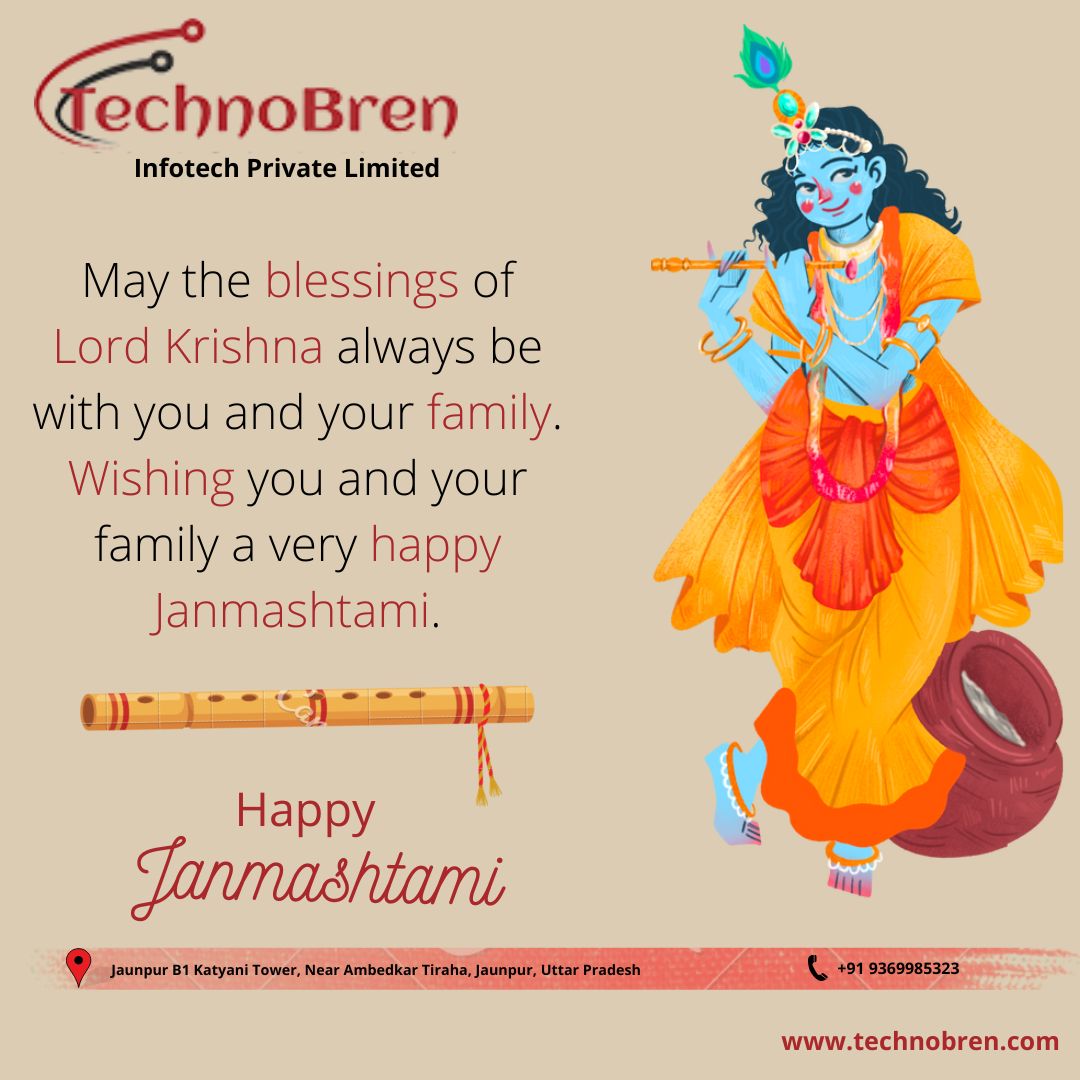 TechnoBren
Infotech Private Limited
May the blessings of
Lord Krishna always be
with you and your family.
Wishing you and your
family a very happy
Janmashtami.
Happy
Janmashtami
Jaunpur B1 Katyani Tower, Near Ambedkar Tiraha, Jaunpur, Uttar Pradesh
+91 9369985323
www.technobren.com